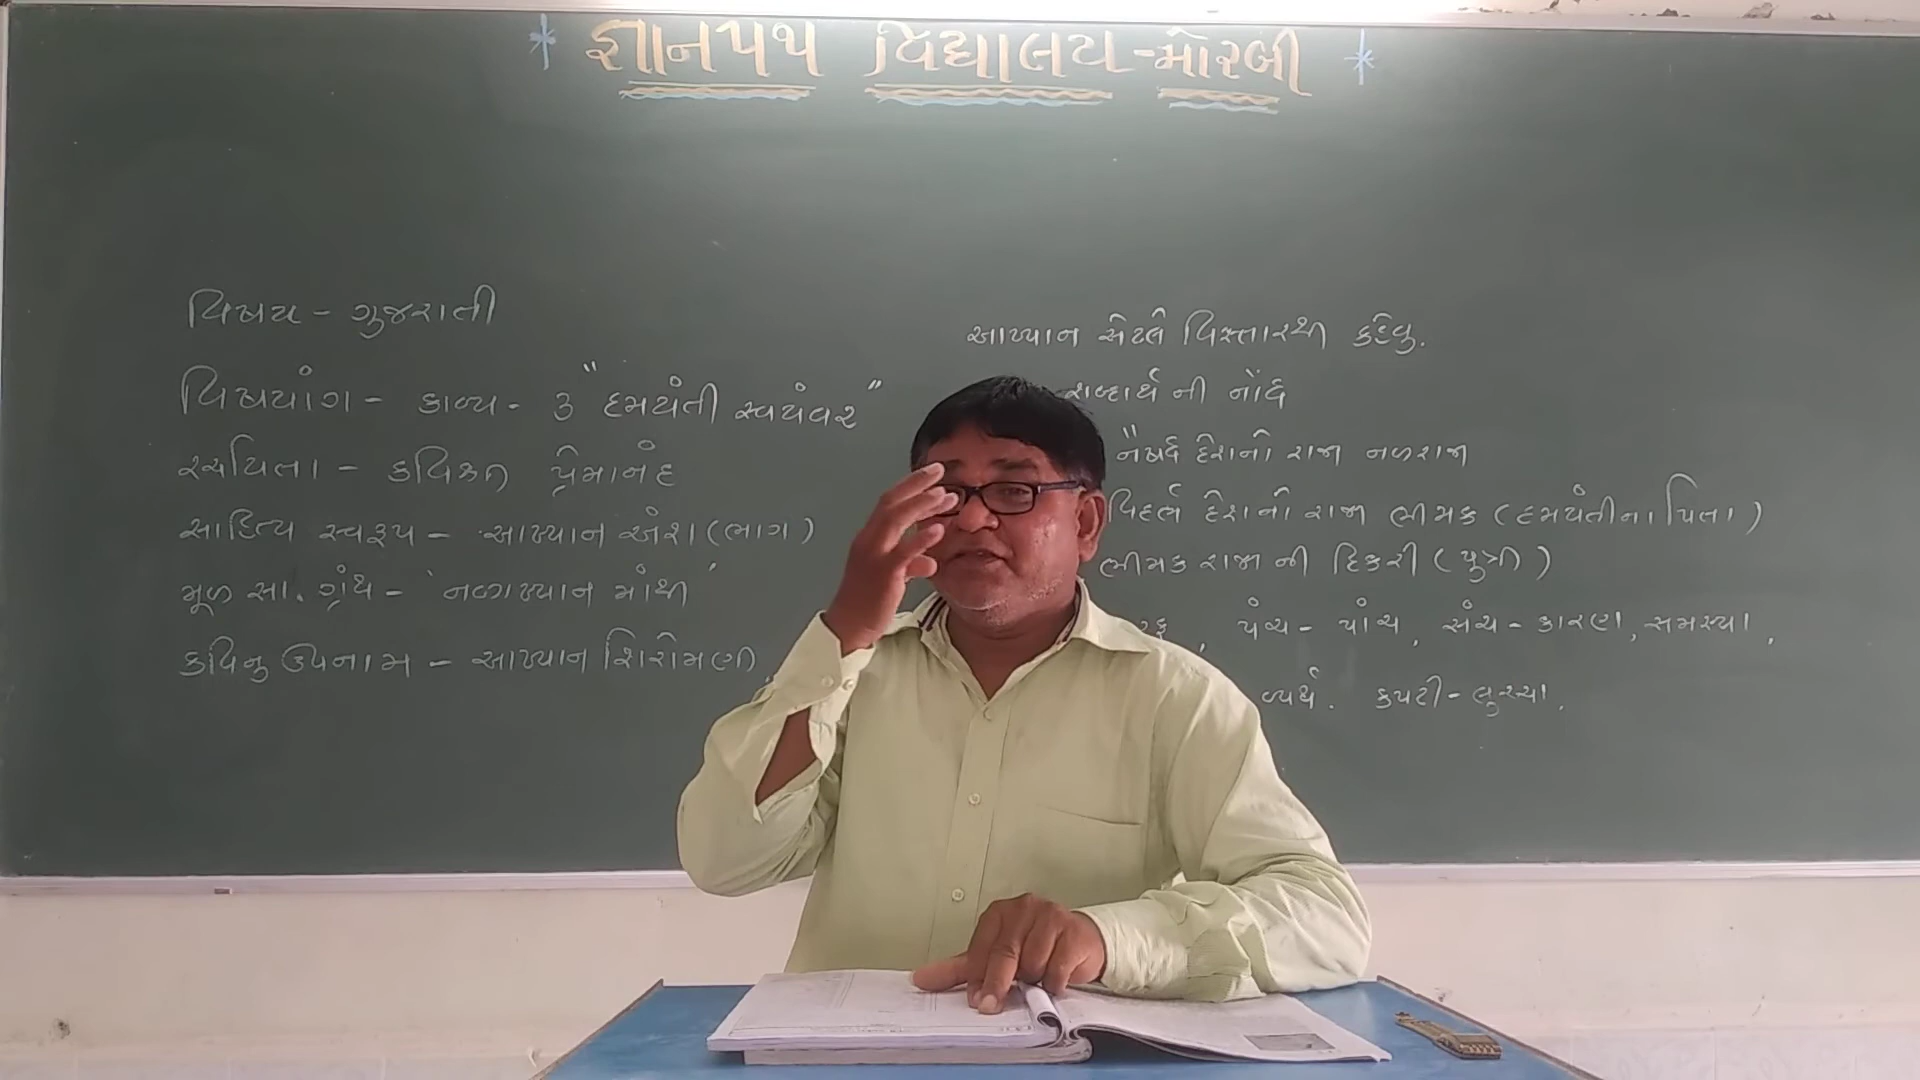 * જ્ઞાનપથ વિદ્યાલય-મોરબી *
વિષય - ગુજરાતી
વિષયાંગ - કાવ્ય - ૩ "દમયંતી સ્વયંવર"
રચયિતા - કવિશ્રી પ્રેમાનંદ
સાહિત્ય સ્વરૂપ - આખ્યાન અંશ (ભાગ)
મૂળ સા. ગ્રંથ - 'નળાખ્યાન માંથી'
કવિનુ ઉપનામ - આખ્યાન શિરોમણી
આખ્યાન એટલે વિસ્તારથી કહેવુ.
શબ્દાર્થ ની નોંધ
નૈષધ દેશનો રાજા નળરાજા
વિદર્ભ દેશનો રાજા ભીમક (દમયંતીના પિતા)
ભીમક રાજા ની દિકરી (પુત્રી)
, પંચ - પાંચ, સંચ - કારણ, સમસ્યા,
વ્યર્થ. કપટી - લુચ્ચા.